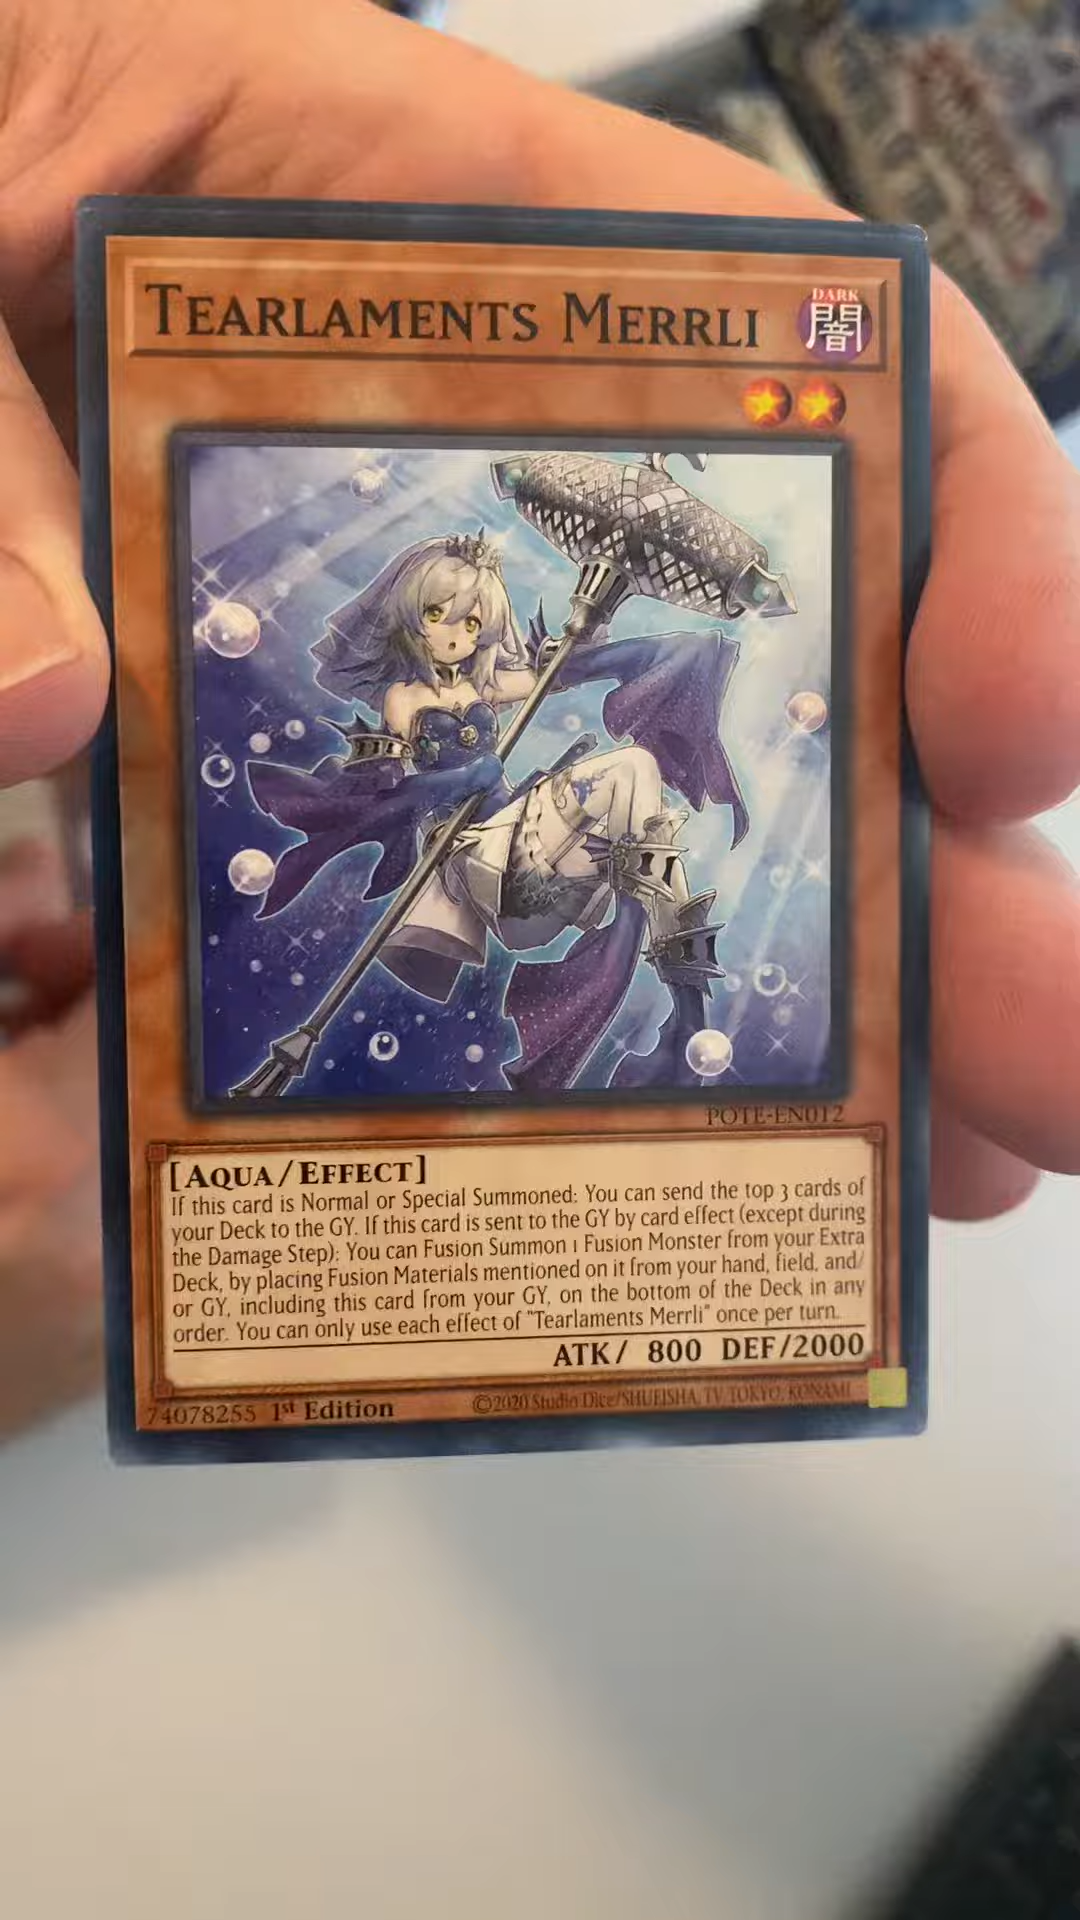 TEARLAMENTS MERRLI
DARK
闇
POTE-EN012
[AQUA/EFFECT]
If this card is Normal or Special Summoned: You can send the top 3 cards of
your Deck to the GY. If this card is sent to the GY by card effect (except during
the Damage Step): You can Fusion Summon 1 Fusion Monster from your Extra
Deck, by placing Fusion Materials mentioned on it from your hand, field, and/
or GY, including this card from your GY, on the bottom of the Deck in any
order. You can only use each effect of "Tearlaments Merrli" once per turn.
ATK/ 800 DEF/2000
74078255 1st Edition
©2020 Studio Dice/SHUEISHA, TV TOKYO, KONAMI